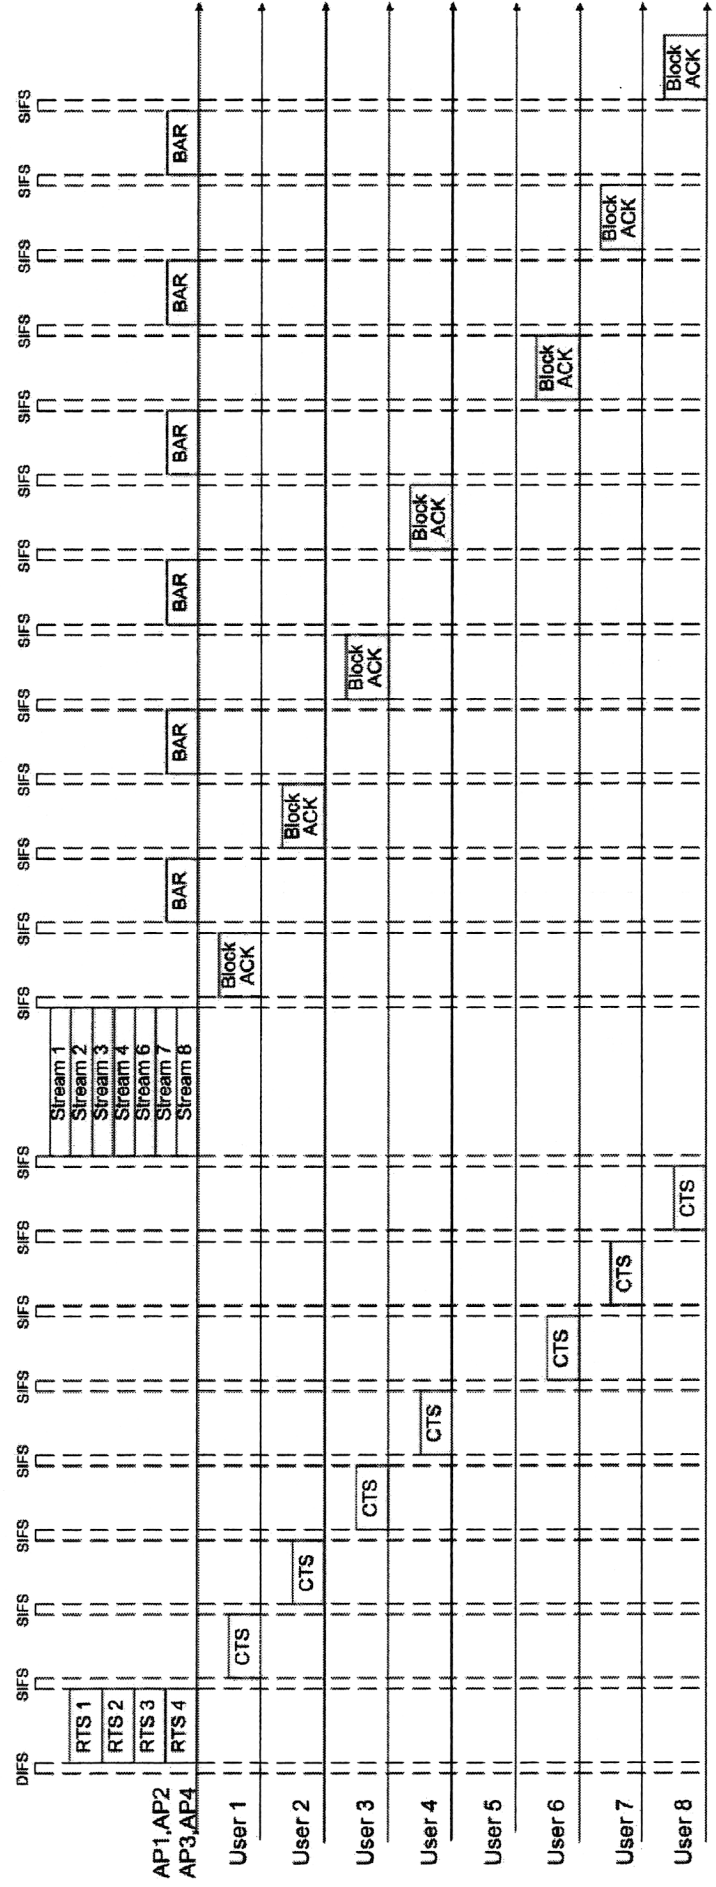 DIFS SIFS SIFS SIFS SIFS SIFS SIFS SIFS SIFS SIFS SIFS SIFS SIFS SIFS SIFS SIFS SIFS SIFS SIFS SIFS SIFS SIFS
RTS 1
RTS 2
RTS 3
RTS 4
Stream 1
Stream 2
Stream 3
Stream 4
Stream 6
Stream 7
Stream 8
AP1,AP2
AP3,AP4
BAR BAR BAR BAR BAR BAR
User 1
CTS
Block
ACK
User 2
CTS
Block
ACK
User 3
CTS
Block
ACK
User 4
CTS
Block
ACK
User 5
User 6
CTS
Block
ACK
User 7
CTS
Block
ACK
User 8
CTS
Block
ACK